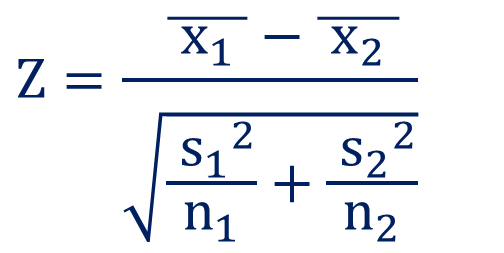 Z = (x̅₁ − x̅₂) / √(s₁²/n₁ + s₂²/n₂)